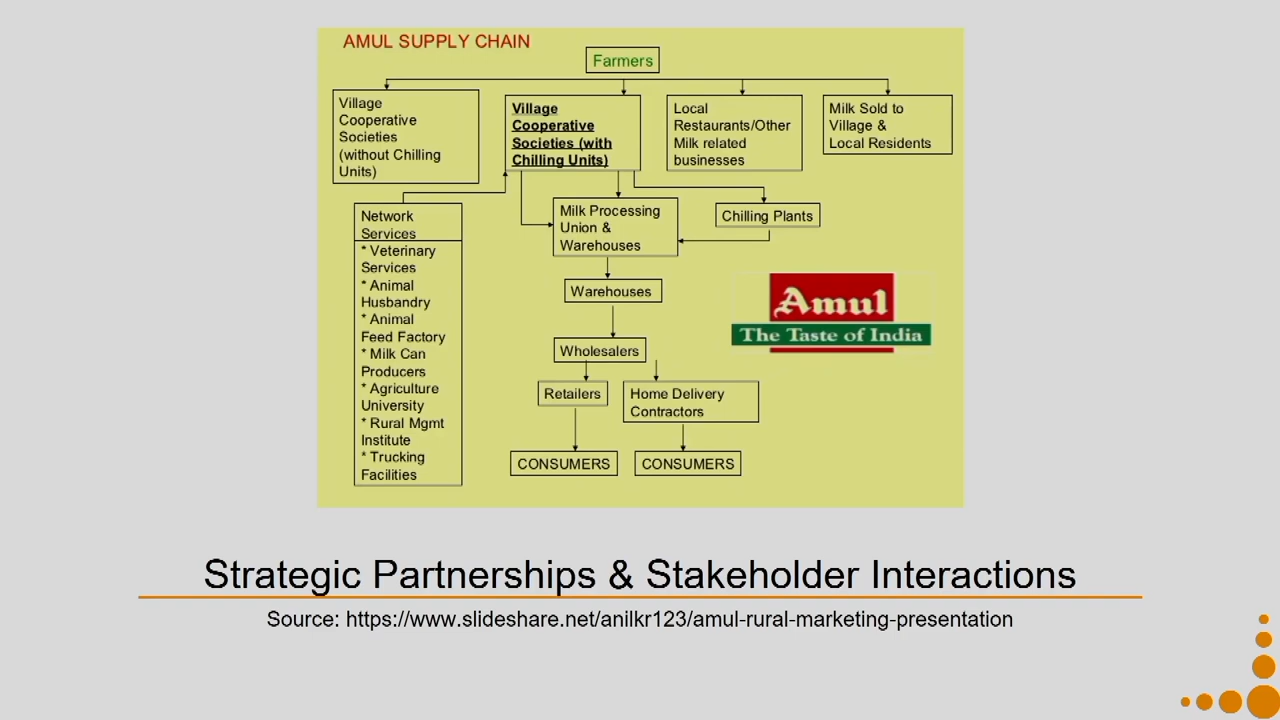 AMUL SUPPLY CHAIN
Farmers
Village
Cooperative
Societies
(without Chilling
Units)
Village
Cooperative
Societies (with
Chilling Units)
Local
Restaurants/Other
Milk related
businesses
Milk Sold to
Village &
Local Residents
Network
Services
* Veterinary
Services
* Animal
Husbandry
* Animal
Feed Factory
* Milk Can
Producers
* Agriculture
University
* Rural Mgmt
Institute
* Trucking
Facilities
Milk Processing
Union &
Warehouses
Chilling Plants
Warehouses
Wholesalers
Retailers
Home Delivery
Contractors
CONSUMERS
CONSUMERS
Amul
The Taste of India
Strategic Partnerships & Stakeholder Interactions
Source: https://www.slideshare.net/anilkr123/amul-rural-marketing-presentation